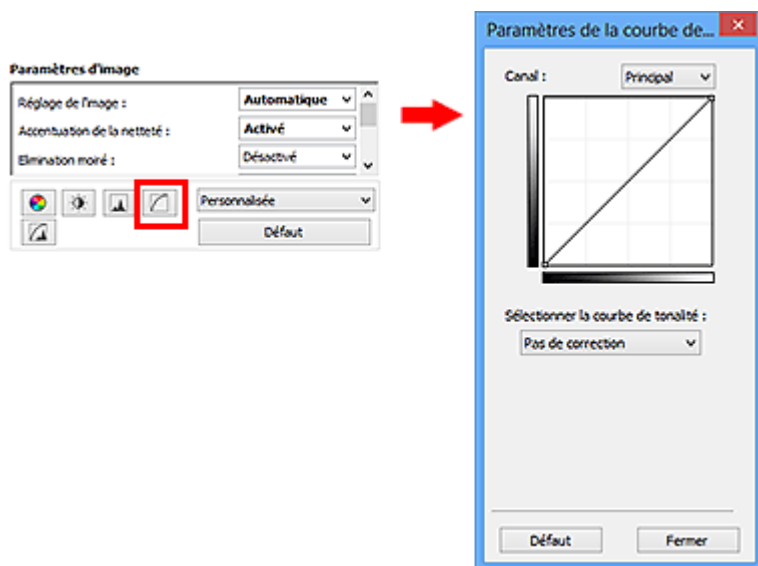 Paramètres d'image
Réglage de l'image : Automatique
Accentuation de la netteté : Activé
Elimination moiré : Désactivé
Personnalisée
Défaut
Paramètres de la courbe de...
Canal : Principal
Sélectionner la courbe de tonalité :
Pas de correction
Défaut Fermer